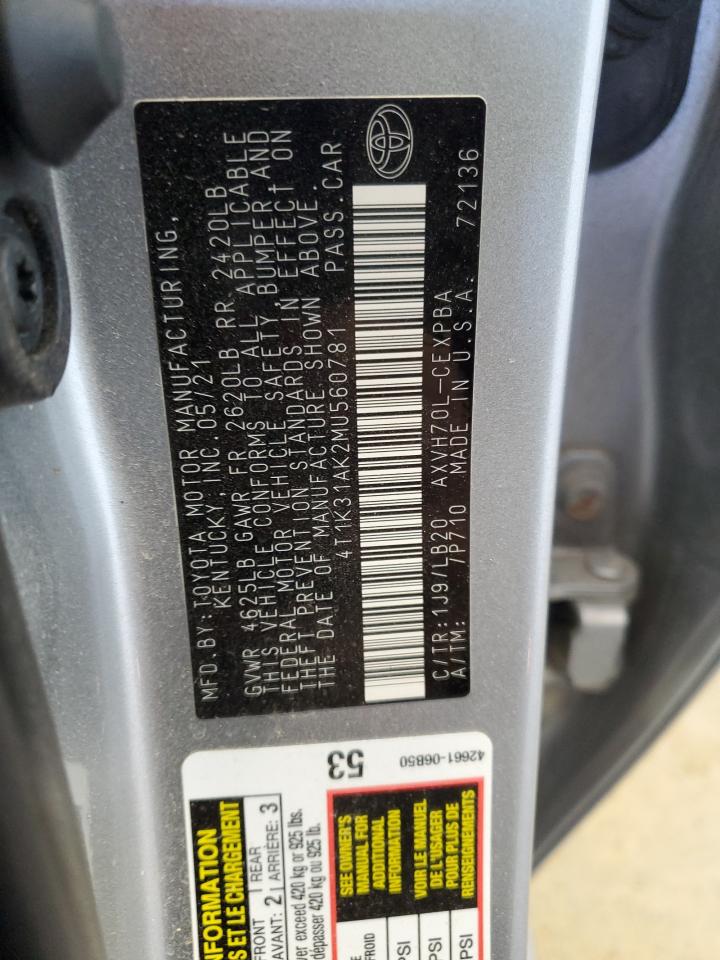 MFD. BY: TOYOTA MOTOR MANUFACTURING,
KENTUCKY, INC. 05/21
GVWR 4625LB GAWR FR 2620LB RR 2420LB
THIS VEHICLE CONFORMS TO ALL APPLICABLE
FEDERAL MOTOR VEHICLE SAFETY, BUMPER AND
THEFT PREVENTION STANDARDS IN EFFECT ON
THE DATE OF MANUFACTURE SHOWN ABOVE.
4T1K31AK2MU560781 PASS.CAR
C/TR: 1J9/LB20 AXVH70L-CEXPBA
A/TM: /P710 MADE IN U.S.A. 72136
53
42661-06B50
INFORMATION
ET LE CHARGEMENT
FRONT
AVANT: 2
REAR
ARRIÈRE: 3
exceed 420 kg or 925 lbs.
dépasser 420 kg ou 925 lb.
SEE OWNER'S
MANUAL FOR
ADDITIONAL
INFORMATION
VOIR LE MANUEL
DE L'USAGER
POUR PLUS DE
RENSEIGNEMENTS
FROID
PSI
PSI